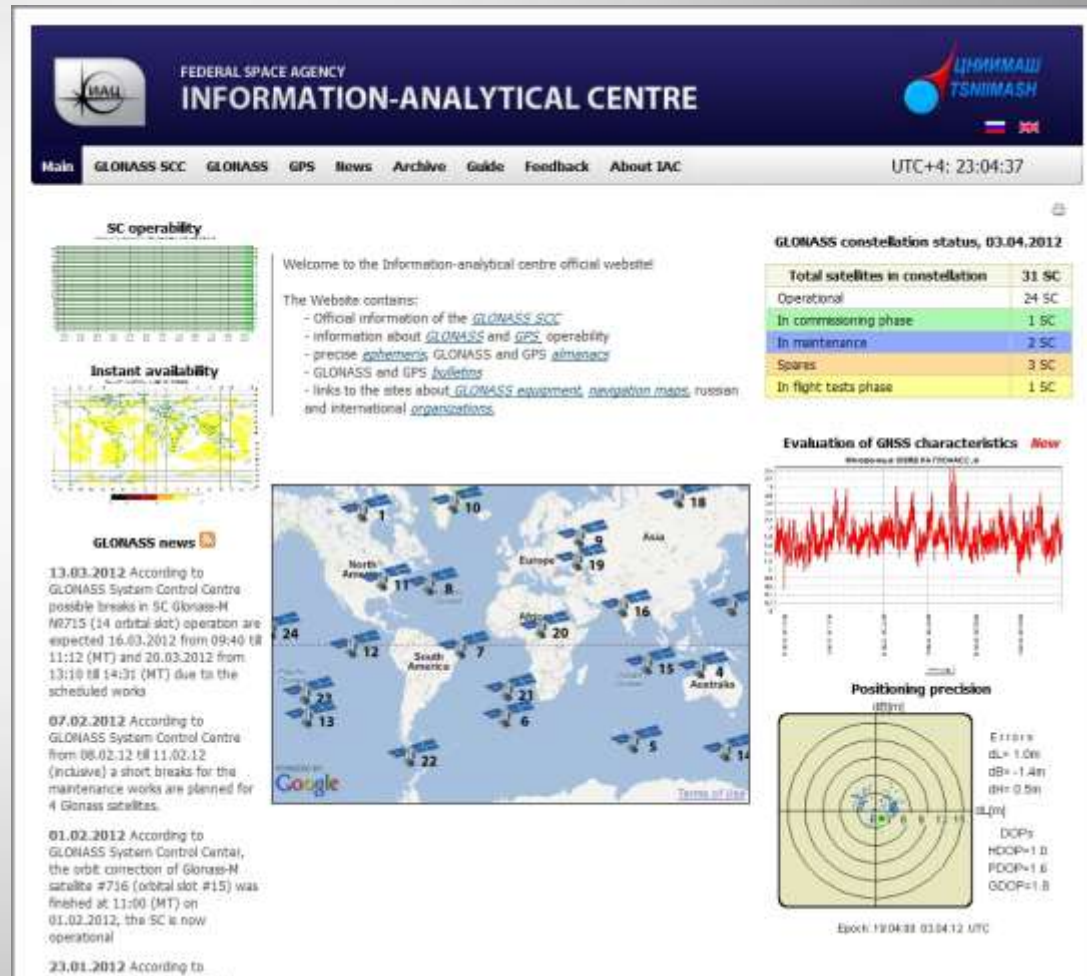 ИАЦ
FEDERAL SPACE AGENCY
INFORMATION-ANALYTICAL CENTRE
ЦНИИМАШ
TSNIIMASH
Main GLONASS SCC GLONASS GPS News Archive Guide Feedback About IAC
UTC+4: 23:04:37
SC operability
Instant availability
GLONASS news
13.03.2012 According to
GLONASS System Control Centre
possible breaks in SC Glonass-M
№715 (14 orbital slot) operation are
expected 16.03.2012 from 09:40 till
11:12 (MT) and 20.03.2012 from
13:10 till 14:31 (MT) due to the
scheduled works
07.02.2012 According to
GLONASS System Control Centre
from 08.02.12 till 11.02.12
(inclusive) a short breaks for the
maintenance works are planned for
4 Glonass satellites.
01.02.2012 According to
GLONASS System Control Center,
the orbit correction of Glonass-M
satellite #716 (orbital slot #15) was
finished at 11:00 (MT) on
01.02.2012, the SC is now
operational
23.01.2012 According to
Welcome to the Information-analytical centre official website!
The Website contains:
- Official information of the GLONASS SCC
- information about GLONASS and GPS operability
- precise ephemeris, GLONASS and GPS almanacs
- GLONASS and GPS bulletins
- links to the sites about GLONASS equipment, navigation maps, russian
and international organizations.
1
10
18
9
Asia
Europe
19
North
America
11
8
16
24
Africa
20
12
South
America
7
15
4
Australia
23
21
13
6
5
14
22
POWERED BY
Google
Terms of Use
GLONASS constellation status, 03.04.2012
Total satellites in constellation 31 SC
Operational 24 SC
In commissioning phase 1 SC
In maintenance 2 SC
Spares 3 SC
In flight tests phase 1 SC
Evaluation of GNSS characteristics New
Positioning precision
dB[m]
Errors
dL= 1.0m
dB= -1.4m
dH= 0.5m
dL[m]
DOPs
HDOP=1.0
PDOP=1.6
GDOP=1.8
Epoch: 19:04:00 03.04.12 UTC